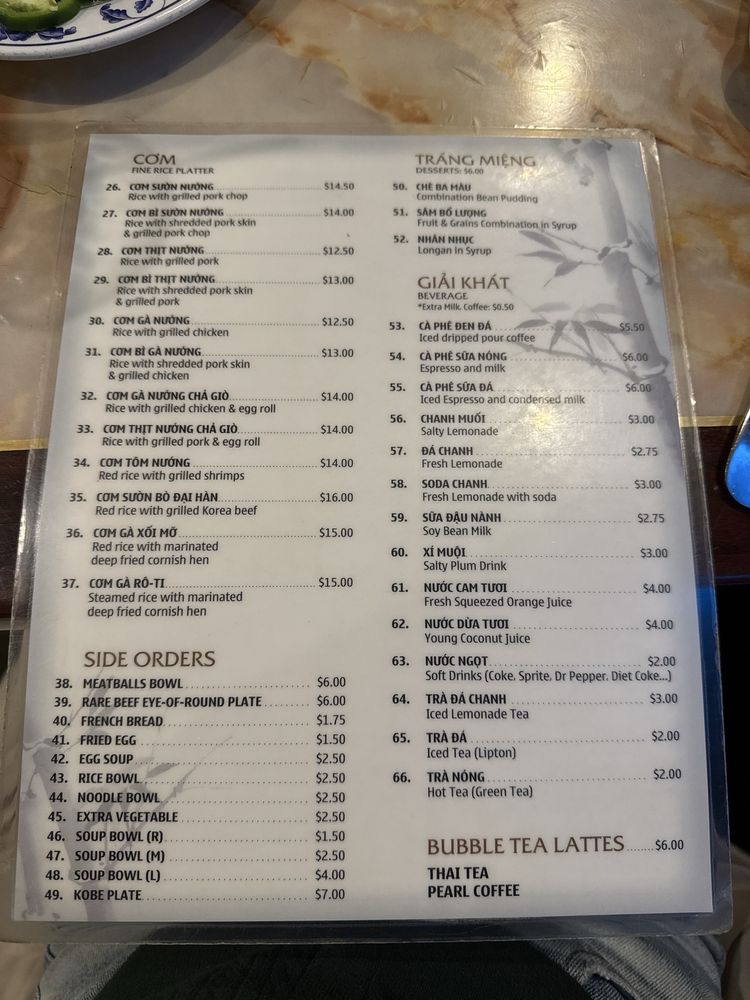 CƠM
FINE RICE PLATTER
26. CƠM SƯỜN NƯỚNG $14.50
Rice with grilled pork chop
27. CƠM BÌ SƯỜN NƯỚNG $14.00
Rice with shredded pork skin
& grilled pork chop
28. CƠM THỊT NƯỚNG $12.50
Rice with grilled pork
29. CƠM BÌ THỊT NƯỚNG $13.00
Rice with shredded pork skin
& grilled pork
30. CƠM GÀ NƯỚNG $12.50
Rice with grilled chicken
31. CƠM BÌ GÀ NƯỚNG $13.00
Rice with shredded pork skin
& grilled chicken
32. CƠM GÀ NƯỚNG CHẢ GIÒ $14.00
Rice with grilled chicken & egg roll
33. CƠM THỊT NƯỚNG CHẢ GIÒ $14.00
Rice with grilled pork & egg roll
34. CƠM TÔM NƯỚNG $14.00
Red rice with grilled shrimps
35. CƠM SƯỜN BÒ ĐẠI HÀN $16.00
Red rice with grilled Korea beef
36. CƠM GÀ XỐI MỠ $15.00
Red rice with marinated
deep fried cornish hen
37. CƠM GÀ RÔ-TI $15.00
Steamed rice with marinated
deep fried cornish hen
SIDE ORDERS
38. MEATBALLS BOWL $6.00
39. RARE BEEF EYE-OF-ROUND PLATE $6.00
40. FRENCH BREAD $1.75
41. FRIED EGG $1.50
42. EGG SOUP $2.50
43. RICE BOWL $2.50
44. NOODLE BOWL $2.50
45. EXTRA VEGETABLE $2.50
46. SOUP BOWL (R) $1.50
47. SOUP BOWL (M) $2.50
48. SOUP BOWL (L) $4.00
49. KOBE PLATE $7.00
TRÁNG MIỆNG
DESSERTS: $6.00
50. CHÈ BA MÀU
Combination Bean Pudding
51. SÂM BỔ LƯỢNG
Fruit & Grains Combination in Syrup
52. NHÃN NHỤC
Longan in Syrup
GIẢI KHÁT
BEVERAGE
*Extra Milk, Coffee: $0.50
53. CÀ PHÊ ĐEN ĐÁ $5.50
Iced dripped pour coffee
54. CÀ PHÊ SỮA NÓNG $6.00
Espresso and milk
55. CÀ PHÊ SỮA ĐÁ $6.00
Iced Espresso and condensed milk
56. CHANH MUỐI $3.00
Salty Lemonade
57. ĐÁ CHANH $2.75
Fresh Lemonade
58. SODA CHANH $3.00
Fresh Lemonade with soda
59. SỮA ĐẬU NÀNH $2.75
Soy Bean Milk
60. XÍ MUỘI $3.00
Salty Plum Drink
61. NƯỚC CAM TƯƠI $4.00
Fresh Squeezed Orange Juice
62. NƯỚC DỪA TƯƠI $4.00
Young Coconut Juice
63. NƯỚC NGỌT $2.00
Soft Drinks (Coke, Sprite, Dr Pepper, Diet Coke...)
64. TRÀ ĐÁ CHANH $3.00
Iced Lemonade Tea
65. TRÀ ĐÁ $2.00
Iced Tea (Lipton)
66. TRÀ NÓNG $2.00
Hot Tea (Green Tea)
BUBBLE TEA LATTES $6.00
THAI TEA
PEARL COFFEE